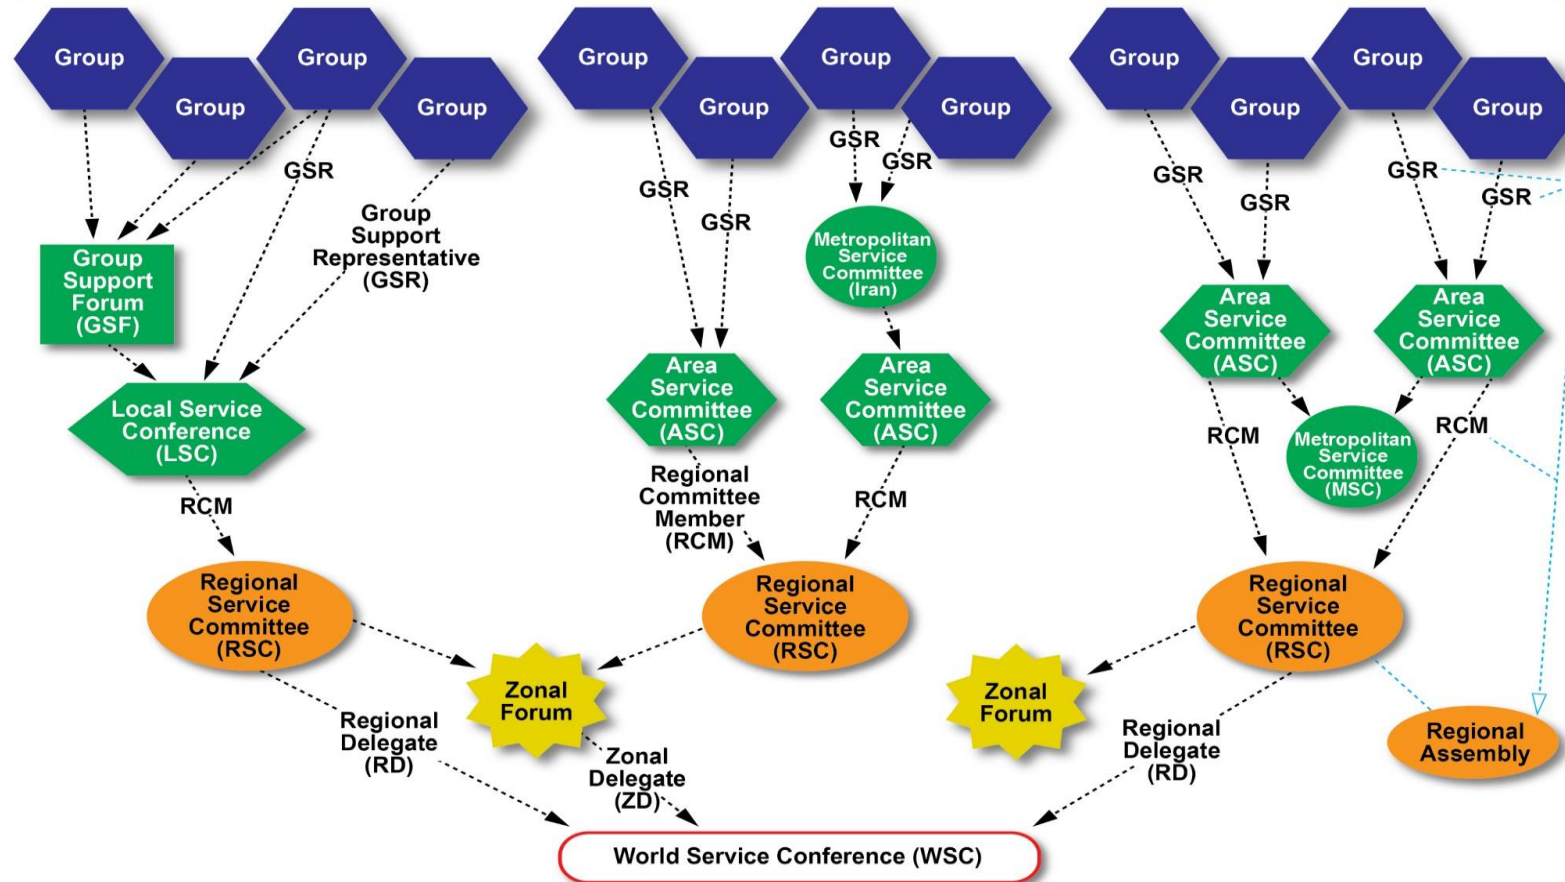 Group
Group
Group
Group
Group
Group
Group
Group
Group
Group
Group
Group
GSR
Group
Support
Representative
(GSR)
GSR
GSR
GSR
GSR
GSR
GSR
GSR
GSR
Group
Support
Forum
(GSF)
Metropolitan
Service
Committee
(Iran)
Area
Service
Committee
(ASC)
Area
Service
Committee
(ASC)
Local Service
Conference
(LSC)
Area
Service
Committee
(ASC)
Area
Service
Committee
(ASC)
Metropolitan
Service
Committee
(MSC)
RCM
Regional
Committee
Member
(RCM)
RCM
RCM
RCM
Regional
Service
Committee
(RSC)
Regional
Service
Committee
(RSC)
Regional
Service
Committee
(RSC)
Zonal
Forum
Zonal
Forum
Regional
Assembly
Regional
Delegate
(RD)
Zonal
Delegate
(ZD)
Regional
Delegate
(RD)
World Service Conference (WSC)